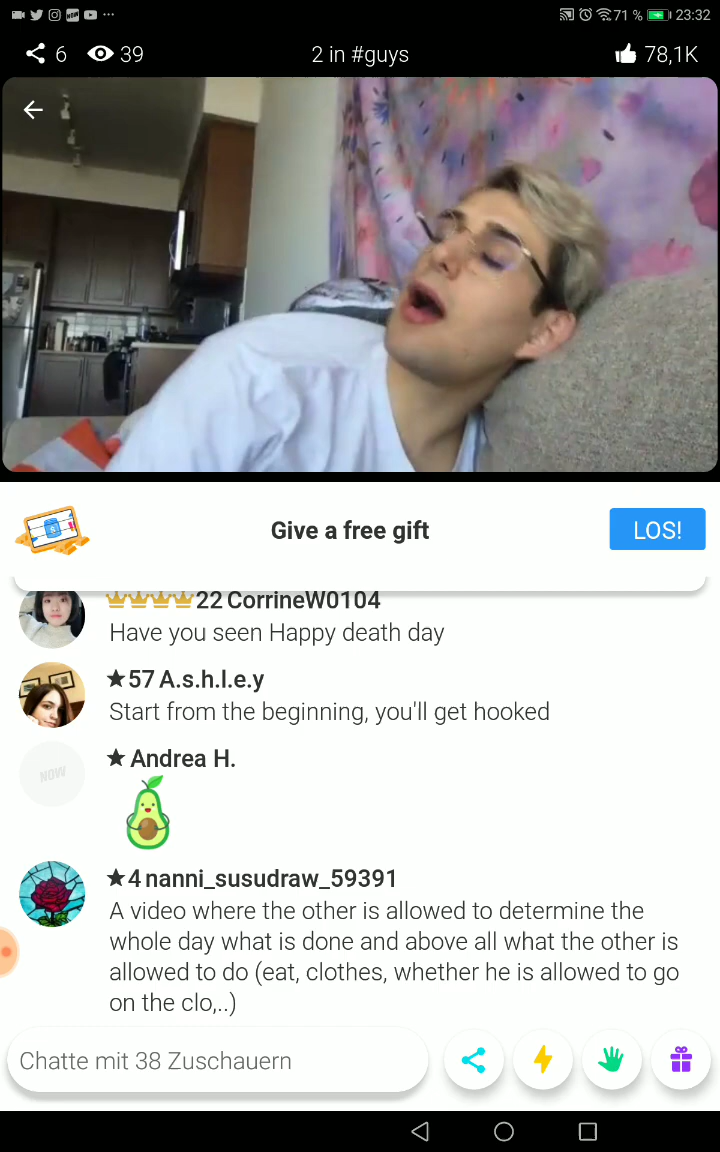 71 % 23:32
6 39 2 in #guys 78,1K
Give a free gift LOS!
22 CorrineW0104
Have you seen Happy death day
★57 A.s.h.l.e.y
Start from the beginning, you'll get hooked
NOW
★ Andrea H.
★4 nanni_susudraw_59391
A video where the other is allowed to determine the
whole day what is done and above all what the other is
allowed to do (eat, clothes, whether he is allowed to go
on the clo,..)
Chatte mit 38 Zuschauern